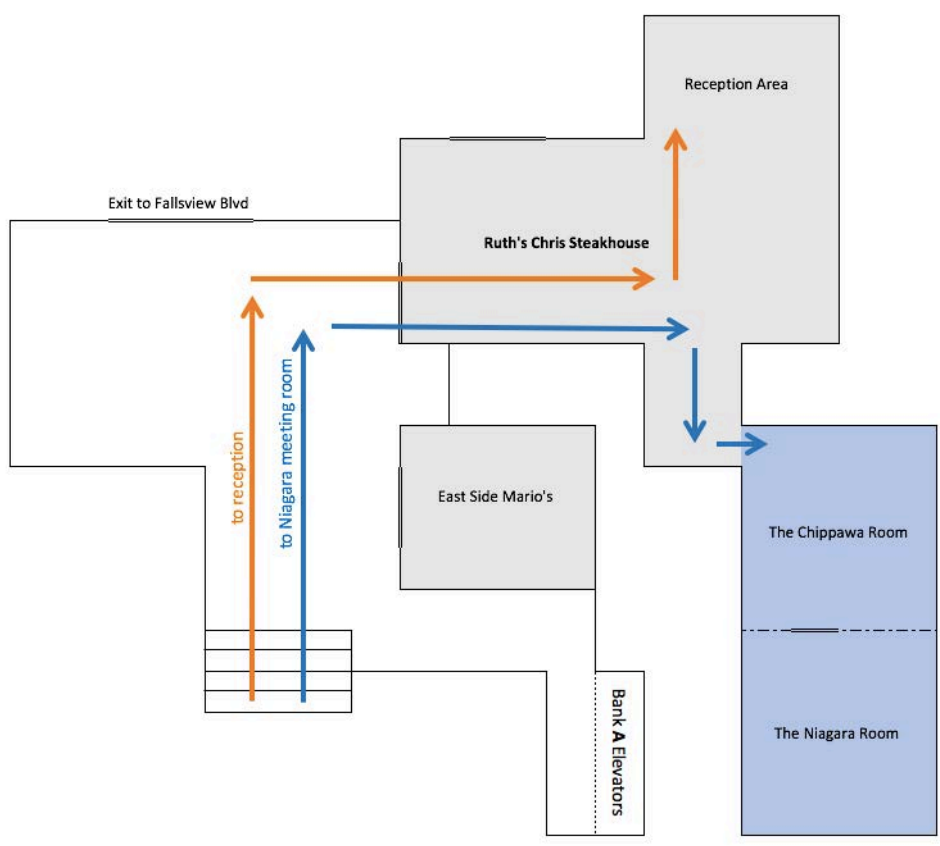 Reception Area
Exit to Fallsview Blvd
Ruth's Chris Steakhouse
to reception
to Niagara meeting room
East Side Mario's
The Chippawa Room
Bank A Elevators
The Niagara Room